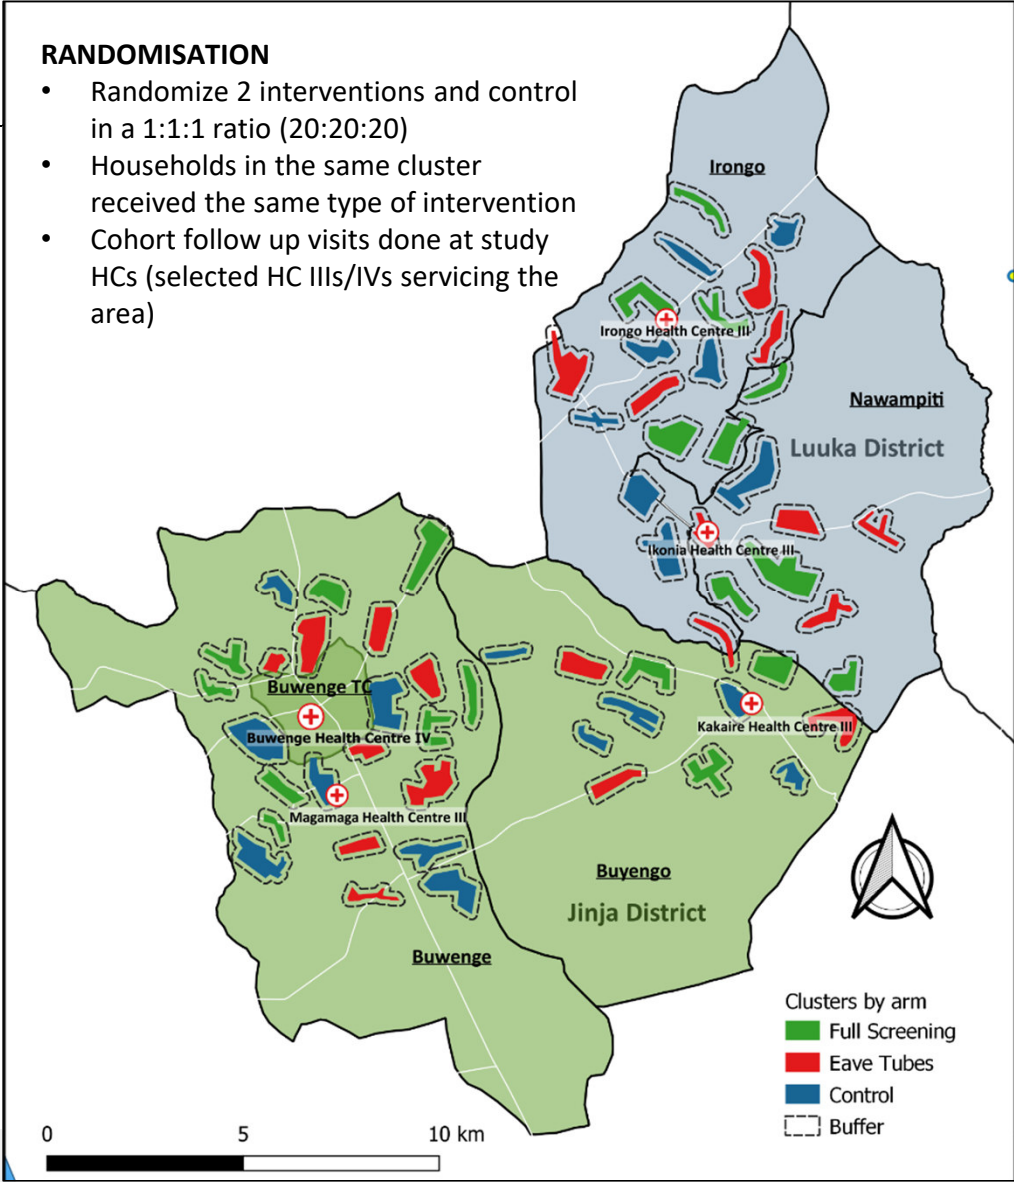 RANDOMISATION
• Randomize 2 interventions and control
in a 1:1:1 ratio (20:20:20)
• Households in the same cluster
received the same type of intervention
• Cohort follow up visits done at study
HCs (selected HC IIIs/IVs servicing the
area)
Irongo
Irongo Health Centre III
Nawampiti
Luuka District
Ikonia Health Centre III
Buwenge TC
Buwenge Health Centre IV
Kakaire Health Centre III
Magamaga Health Centre III
Buyengo
Jinja District
Buwenge
Clusters by arm
Full Screening
Eave Tubes
Control
Buffer
0 5 10 km